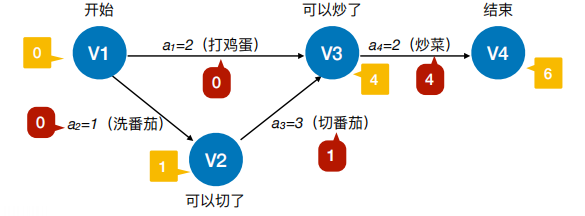 开始
可以炒了
结束
0
V1
a₁=2（打鸡蛋）
V3
a₄=2（炒菜）
V4
0
4
4
6
0
a₂=1（洗番茄）
a₃=3（切番茄）
1
V2
1
可以切了